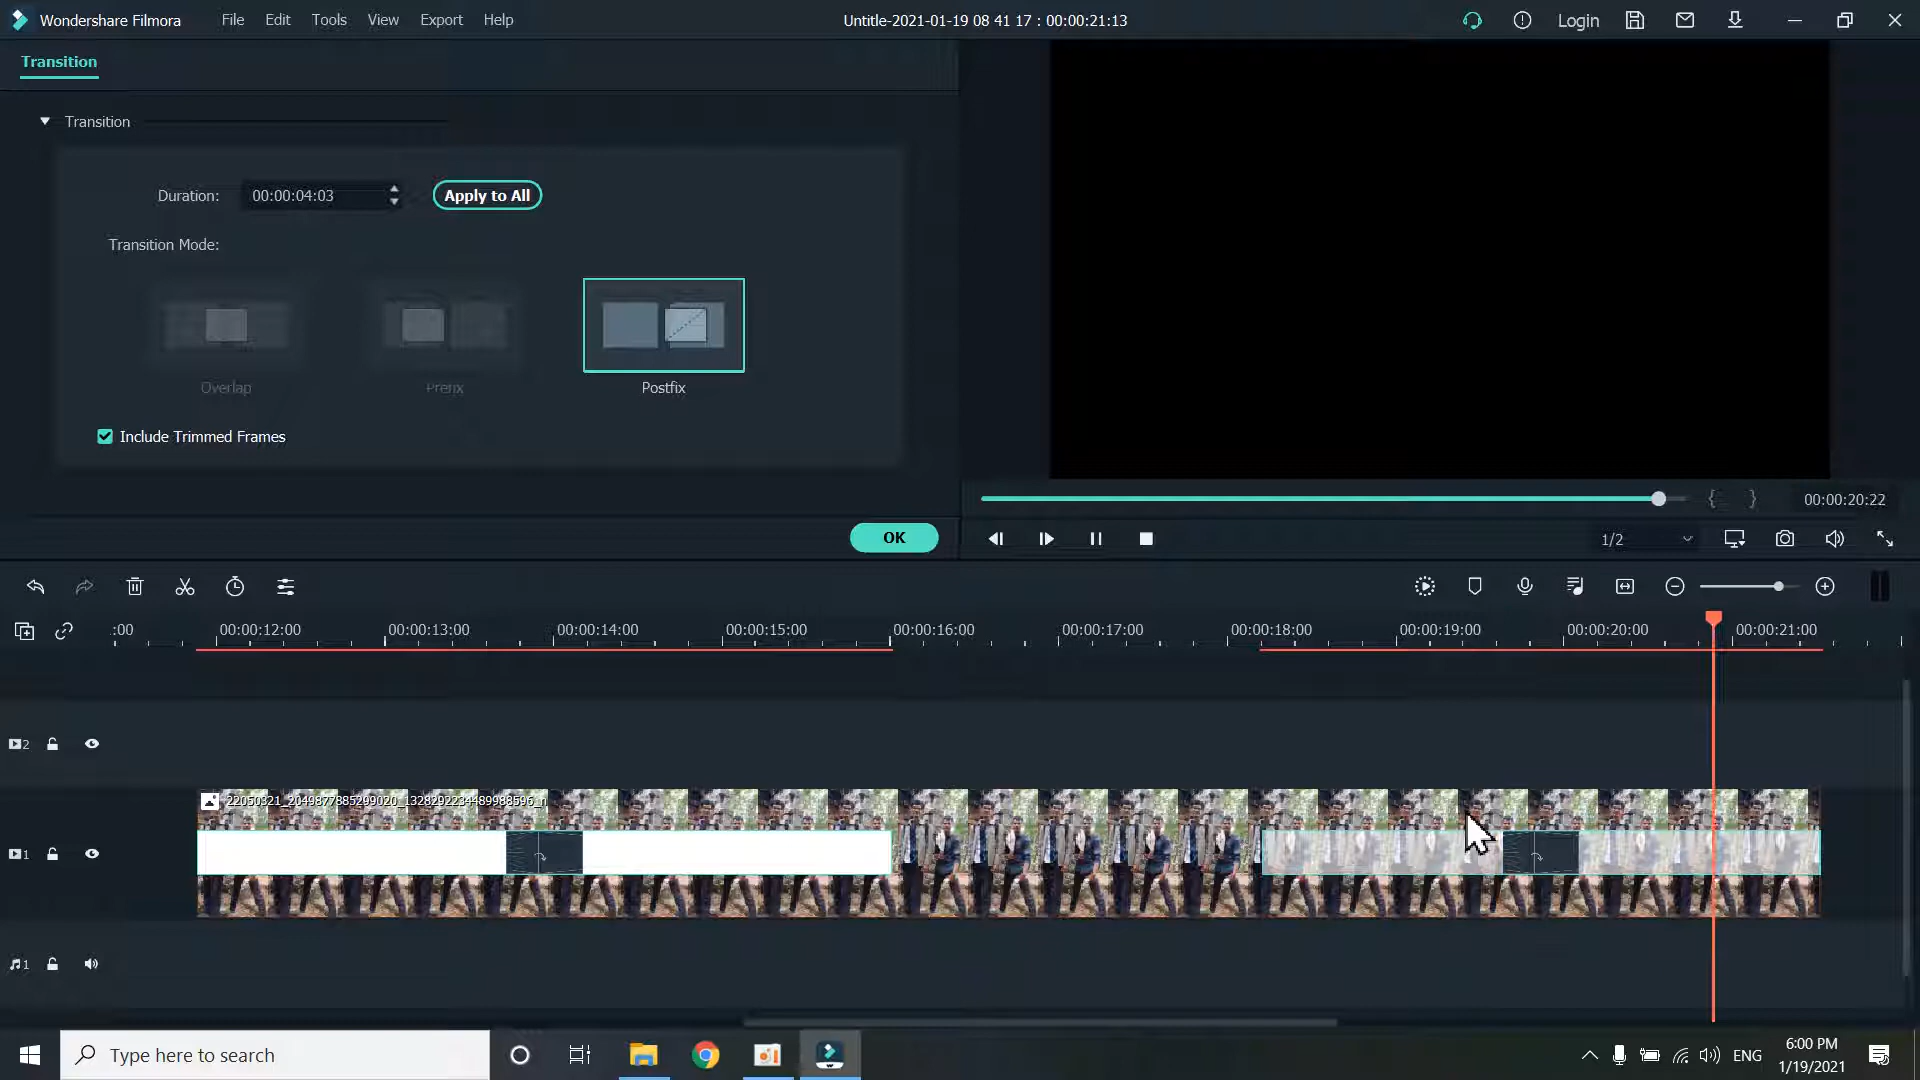 Wondershare Filmora File Edit Tools View Export Help Untitle-2021-01-19 08 41 17 : 00:00:21:13 Login
Transition
Transition
Duration: 00:00:04:03 Apply to All
Transition Mode:
Overlap Prefix Postfix
Include Trimmed Frames
00:00:20:22
OK 1/2
:00 00:00:12:00 00:00:13:00 00:00:14:00 00:00:15:00 00:00:16:00 00:00:17:00 00:00:18:00 00:00:19:00 00:00:20:00 00:00:21:00
2
22050321_2049877885299020_1328292234489988596_n
1
1
Type here to search ENG 6:00 PM
1/19/2021